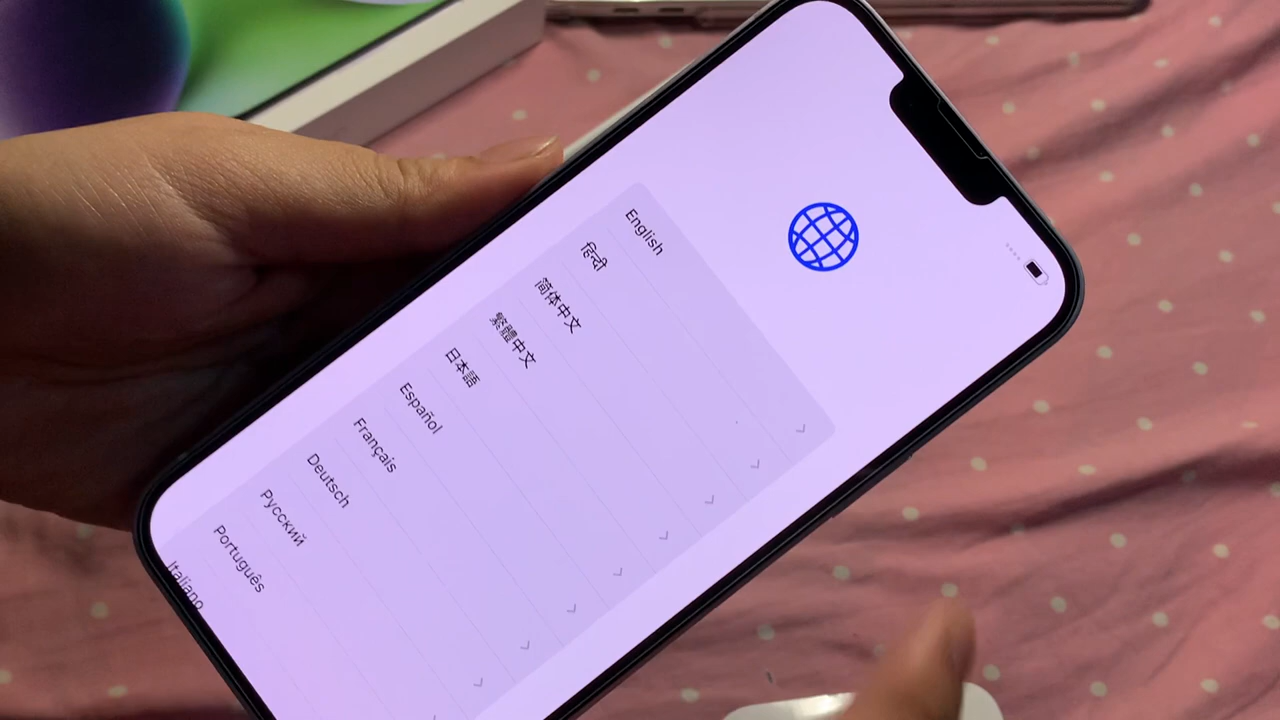 English
हिन्दी
简体中文
繁體中文
日本語
Español
Français
Deutsch
Русский
Português
Italiano